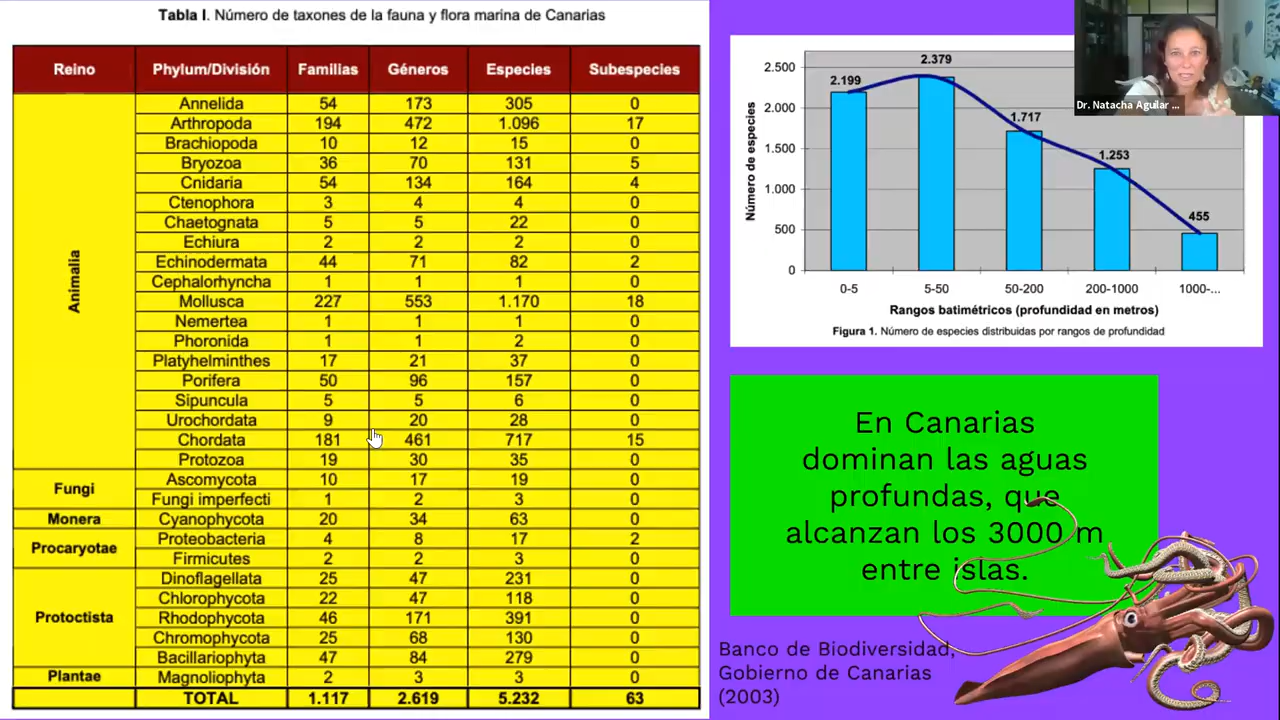 Tabla I. Número de taxones de la fauna y flora marina de Canarias
Reino Phylum/División Familias Géneros Especies Subespecies
Animalia
Annelida 54 173 305 0
Arthropoda 194 472 1.096 17
Brachiopoda 10 12 15 0
Bryozoa 36 70 131 5
Cnidaria 54 134 164 4
Ctenophora 3 4 4 0
Chaetognata 5 5 22 0
Echiura 2 2 2 0
Echinodermata 44 71 82 2
Cephalorhyncha 1 1 1 0
Mollusca 227 553 1.170 18
Nemertea 1 1 1 0
Phoronida 1 1 2 0
Platyhelminthes 17 21 37 0
Porifera 50 96 157 0
Sipuncula 5 5 6 0
Urochordata 9 20 28 0
Chordata 181 461 717 15
Protozoa 19 30 35 0
Fungi
Ascomycota 10 17 19 0
Fungi imperfecti 1 2 3 0
Monera Cyanophycota 20 34 63 0
Procaryotae
Proteobacteria 4 8 17 2
Firmicutes 2 2 3 0
Protoctista
Dinoflagellata 25 47 231 0
Chlorophycota 22 47 118 0
Rhodophycota 46 171 391 0
Chromophycota 25 68 130 0
Bacillariophyta 47 84 279 0
Plantae Magnoliophyta 2 3 3 0
TOTAL 1.117 2.619 5.232 63
Número de especies
2.500
2.000
1.500
1.000
500
0
2.199
2.379
1.717
1.253
455
0-5 5-50 50-200 200-1000 1000-...
Rangos batimétricos (profundidad en metros)
Figura 1. Número de especies distribuidas por rangos de profundidad
Dr. Natacha Aguilar ...
En Canarias
dominan las aguas
profundas, que
alcanzan los 3000 m
entre islas.
Banco de Biodiversidad,
Gobierno de Canarias
(2003)